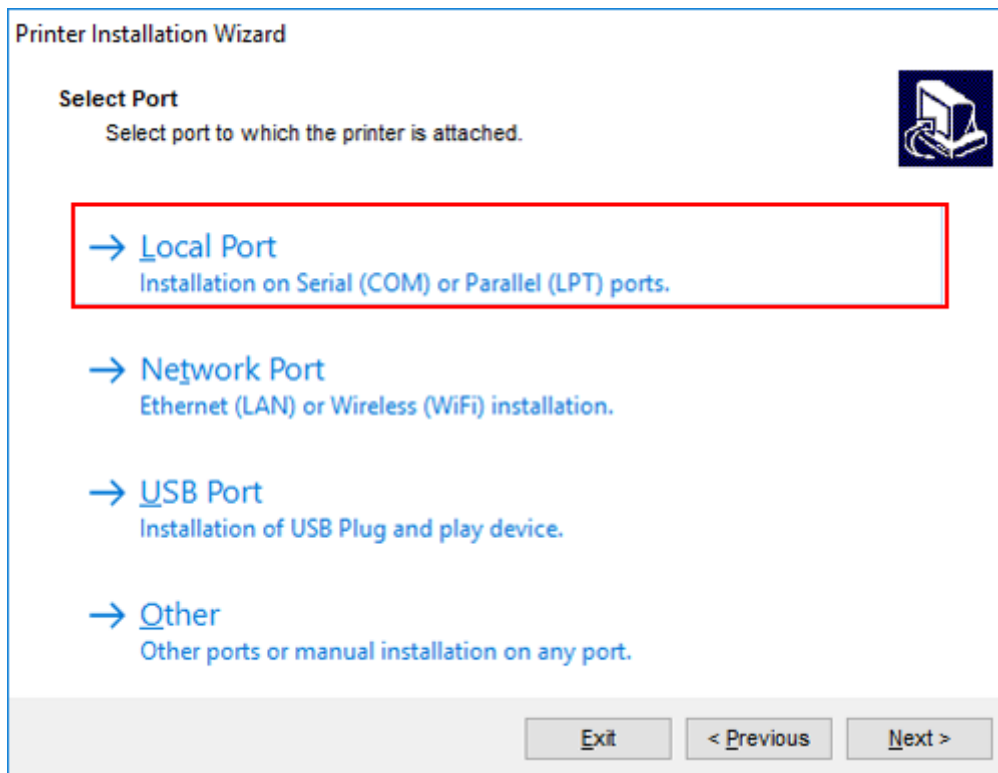 Printer Installation Wizard
Select Port
Select port to which the printer is attached.
Local Port
Installation on Serial (COM) or Parallel (LPT) ports.
Network Port
Ethernet (LAN) or Wireless (WiFi) installation.
USB Port
Installation of USB Plug and play device.
Other
Other ports or manual installation on any port.
Exit < Previous Next >